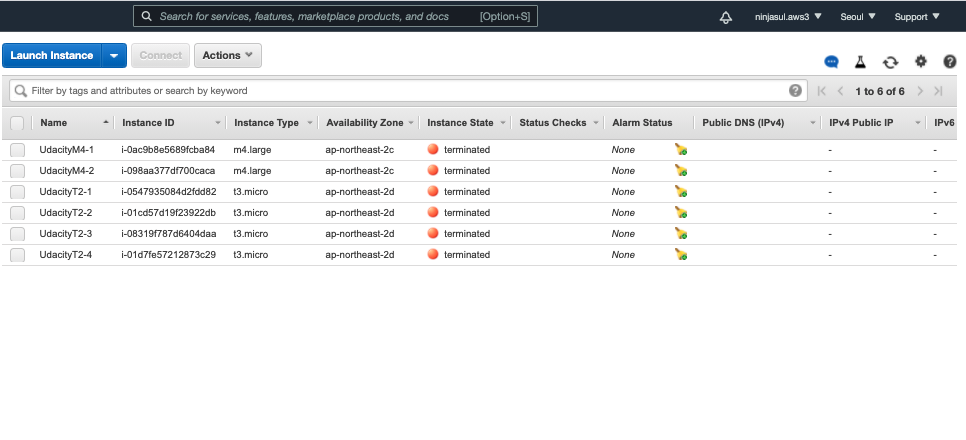 Search for services, features, marketplace products, and docs [Option+S] ninjasul.aws3 Seoul Support
Launch Instance Connect Actions
Filter by tags and attributes or search by keyword 1 to 6 of 6
Name Instance ID Instance Type Availability Zone Instance State Status Checks Alarm Status Public DNS (IPv4) IPv4 Public IP IPv6
UdacityM4-1 i-0ac9b8e5689fcba84 m4.large ap-northeast-2c terminated None - -
UdacityM4-2 i-098aa377df700caca m4.large ap-northeast-2c terminated None - -
UdacityT2-1 i-0547935084d2fdd82 t3.micro ap-northeast-2d terminated None - -
UdacityT2-2 i-01cd57d19f23922db t3.micro ap-northeast-2d terminated None - -
UdacityT2-3 i-08319f787d6404daa t3.micro ap-northeast-2d terminated None - -
UdacityT2-4 i-01d7fe57212873c29 t3.micro ap-northeast-2d terminated None - -